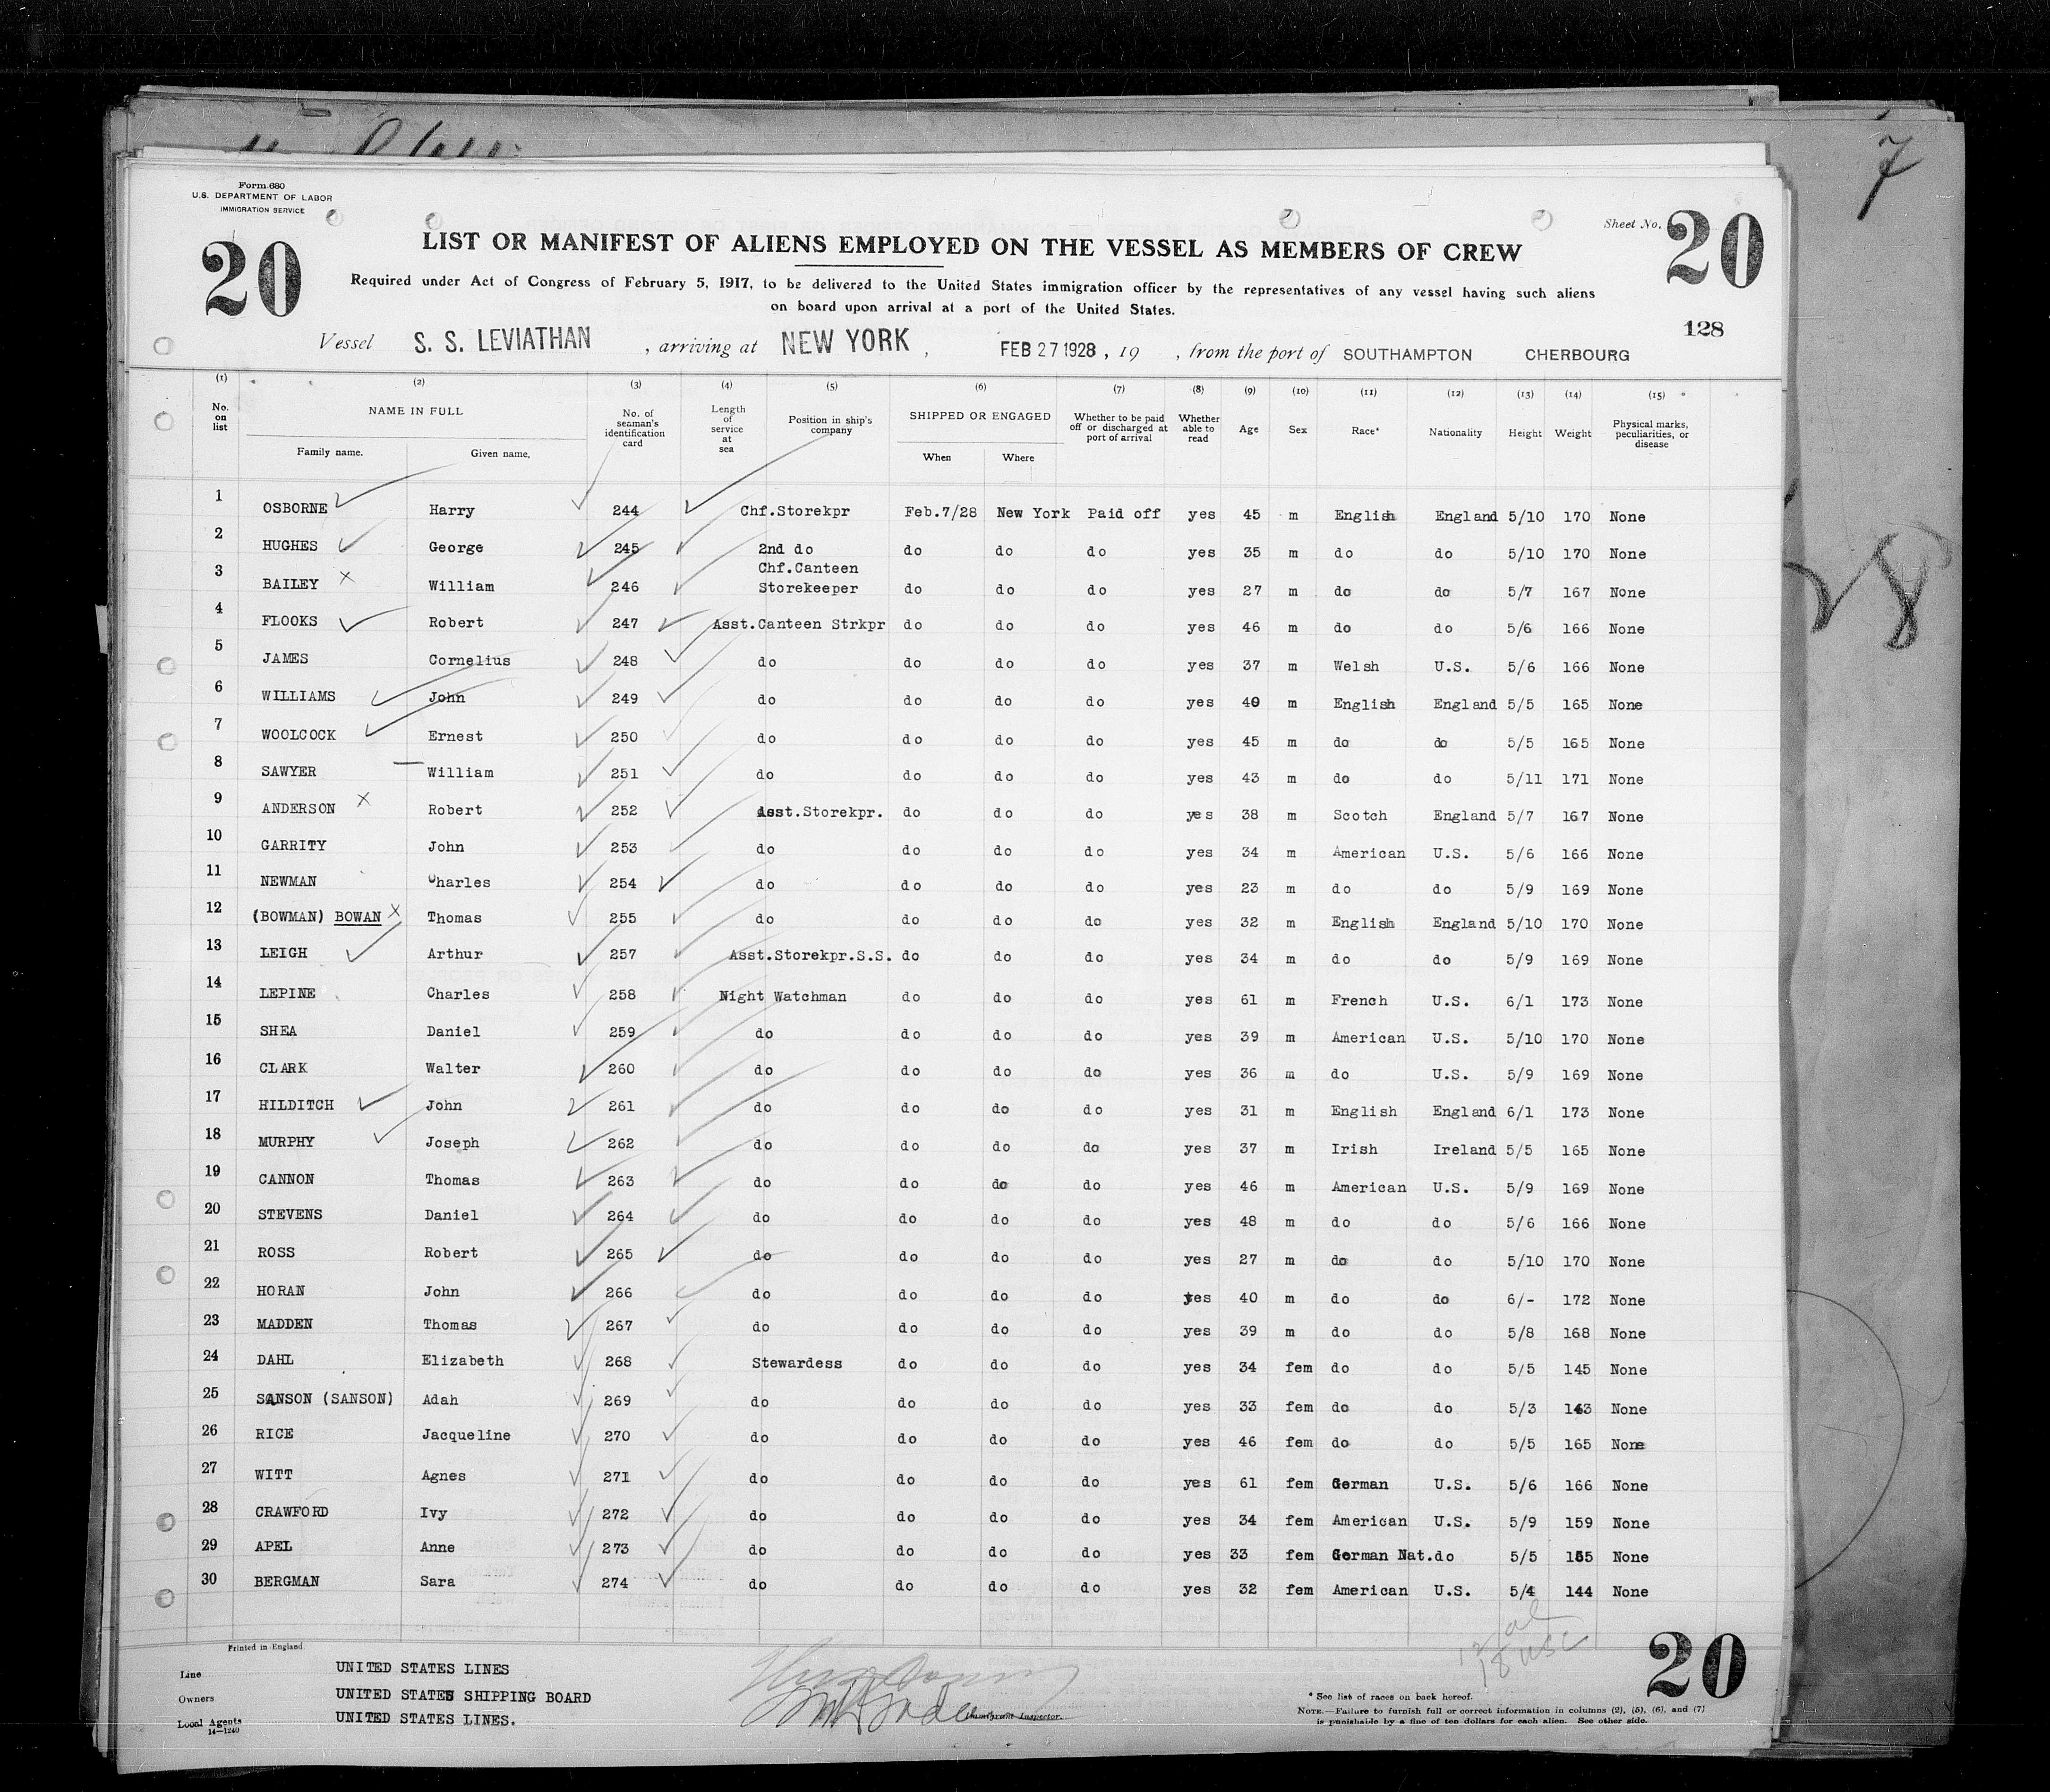 7
Form 680
U.S. DEPARTMENT OF LABOR
IMMIGRATION SERVICE
Sheet No. 20
20
LIST OR MANIFEST OF ALIENS EMPLOYED ON THE VESSEL AS MEMBERS OF CREW
Required under Act of Congress of February 5, 1917, to be delivered to the United States immigration officer by the representatives of any vessel having such aliens
on board upon arrival at a port of the United States.
128
Vessel S. S. LEVIATHAN , arriving at NEW YORK , FEB 27 1928 , 19 , from the port of SOUTHAMPTON CHERBOURG
(1) (2) (3) (4) (5) (6) (7) (8) (9) (10) (11) (12) (13) (14) (15)
No. on list NAME IN FULL Family name. Given name. No. of seaman's identification card Length of service at sea Position in ship's company SHIPPED OR ENGAGED When Where Whether to be paid off or discharged at port of arrival Whether able to read Age Sex Race* Nationality Height Weight Physical marks, peculiarities, or disease
1 OSBORNE Harry 244 Chf.Storekpr Feb.7/28 New York Paid off yes 45 m English England 5/10 170 None
2 HUGHES George 245 2nd do do do do yes 35 m do do 5/10 170 None
3 BAILEY William 246 Chf.Canteen Storekeeper do do do yes 27 m do do 5/7 167 None
4 FLOOKS Robert 247 Asst.Canteen Strkpr do do do yes 46 m do do 5/6 166 None
5 JAMES Cornelius 248 do do do do yes 37 m Welsh U.S. 5/6 166 None
6 WILLIAMS John 249 do do do do yes 40 m English England 5/5 165 None
7 WOOLCOCK Ernest 250 do do do do yes 45 m do do 5/5 165 None
8 SAWYER William 251 do do do do yes 43 m do do 5/11 171 None
9 ANDERSON Robert 252 Asst.Storekpr. do do do yes 38 m Scotch England 5/7 167 None
10 GARRITY John 253 do do do do yes 34 m American U.S. 5/6 166 None
11 NEWMAN Charles 254 do do do do yes 23 m do do 5/9 169 None
12 (BOWMAN) BOWAN Thomas 255 do do do do yes 32 m English England 5/10 170 None
13 LEIGH Arthur 257 Asst.Storekpr.S.S. do do do yes 34 m do do 5/9 169 None
14 LEPINE Charles 258 Night Watchman do do do yes 61 m French U.S. 6/1 173 None
15 SHEA Daniel 259 do do do do yes 39 m American U.S. 5/10 170 None
16 CLARK Walter 260 do do do do yes 36 m do U.S. 5/9 169 None
17 HILDITCH John 261 do do do do yes 31 m English England 6/1 173 None
18 MURPHY Joseph 262 do do do do yes 37 m Irish Ireland 5/5 165 None
19 CANNON Thomas 263 do do do do yes 46 m American U.S. 5/9 169 None
20 STEVENS Daniel 264 do do do do yes 48 m do do 5/6 166 None
21 ROSS Robert 265 do do do do yes 27 m do do 5/10 170 None
22 HORAN John 266 do do do do yes 40 m do do 6/- 172 None
23 MADDEN Thomas 267 do do do do yes 39 m do do 5/8 168 None
24 DAHL Elizabeth 268 Stewardess do do do yes 34 fem do do 5/5 145 None
25 SANSON (SANSON) Adah 269 do do do do yes 33 fem do do 5/3 143 None
26 RICE Jacqueline 270 do do do do yes 46 fem do do 5/5 165 None
27 WITT Agnes 271 do do do do yes 61 fem German U.S. 5/6 166 None
28 CRAWFORD Ivy 272 do do do do yes 34 fem American U.S. 5/9 159 None
29 APEL Anne 273 do do do do yes 33 fem German Nat.do 5/5 155 None
30 BERGMAN Sara 274 do do do do yes 32 fem American U.S. 5/4 144 None
Printed in England.
Line UNITED STATES LINES
Owners UNITED STATES SHIPPING BOARD
Local Agents UNITED STATES LINES.
14—1240
Immigrant Inspector.
12 al
18 USC
20
* See list of races on back hereof.
NOTE.—Failure to furnish full or correct information in columns (2), (5), (6), and (7)
is punishable by a fine of ten dollars for each alien. See other side.